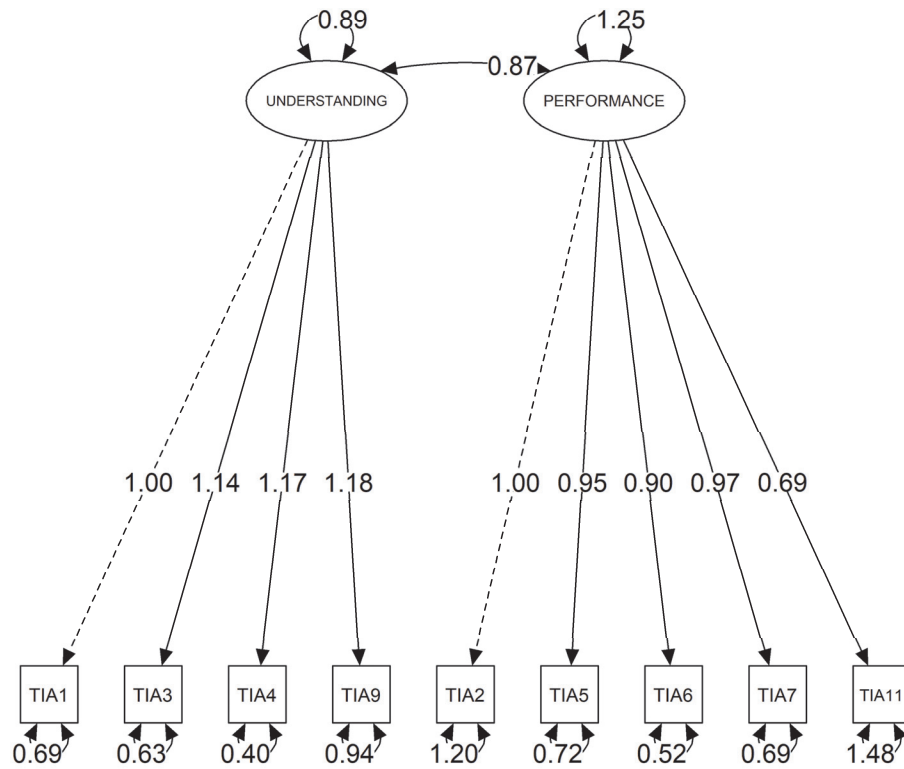 0.89 1.25
0.87
UNDERSTANDING PERFORMANCE
1.00 1.14 1.17 1.18 1.00 0.95 0.90 0.97 0.69
TIA1 TIA3 TIA4 TIA9 TIA2 TIA5 TIA6 TIA7 TIA11
0.69 0.63 0.40 0.94 1.20 0.72 0.52 0.69 1.48